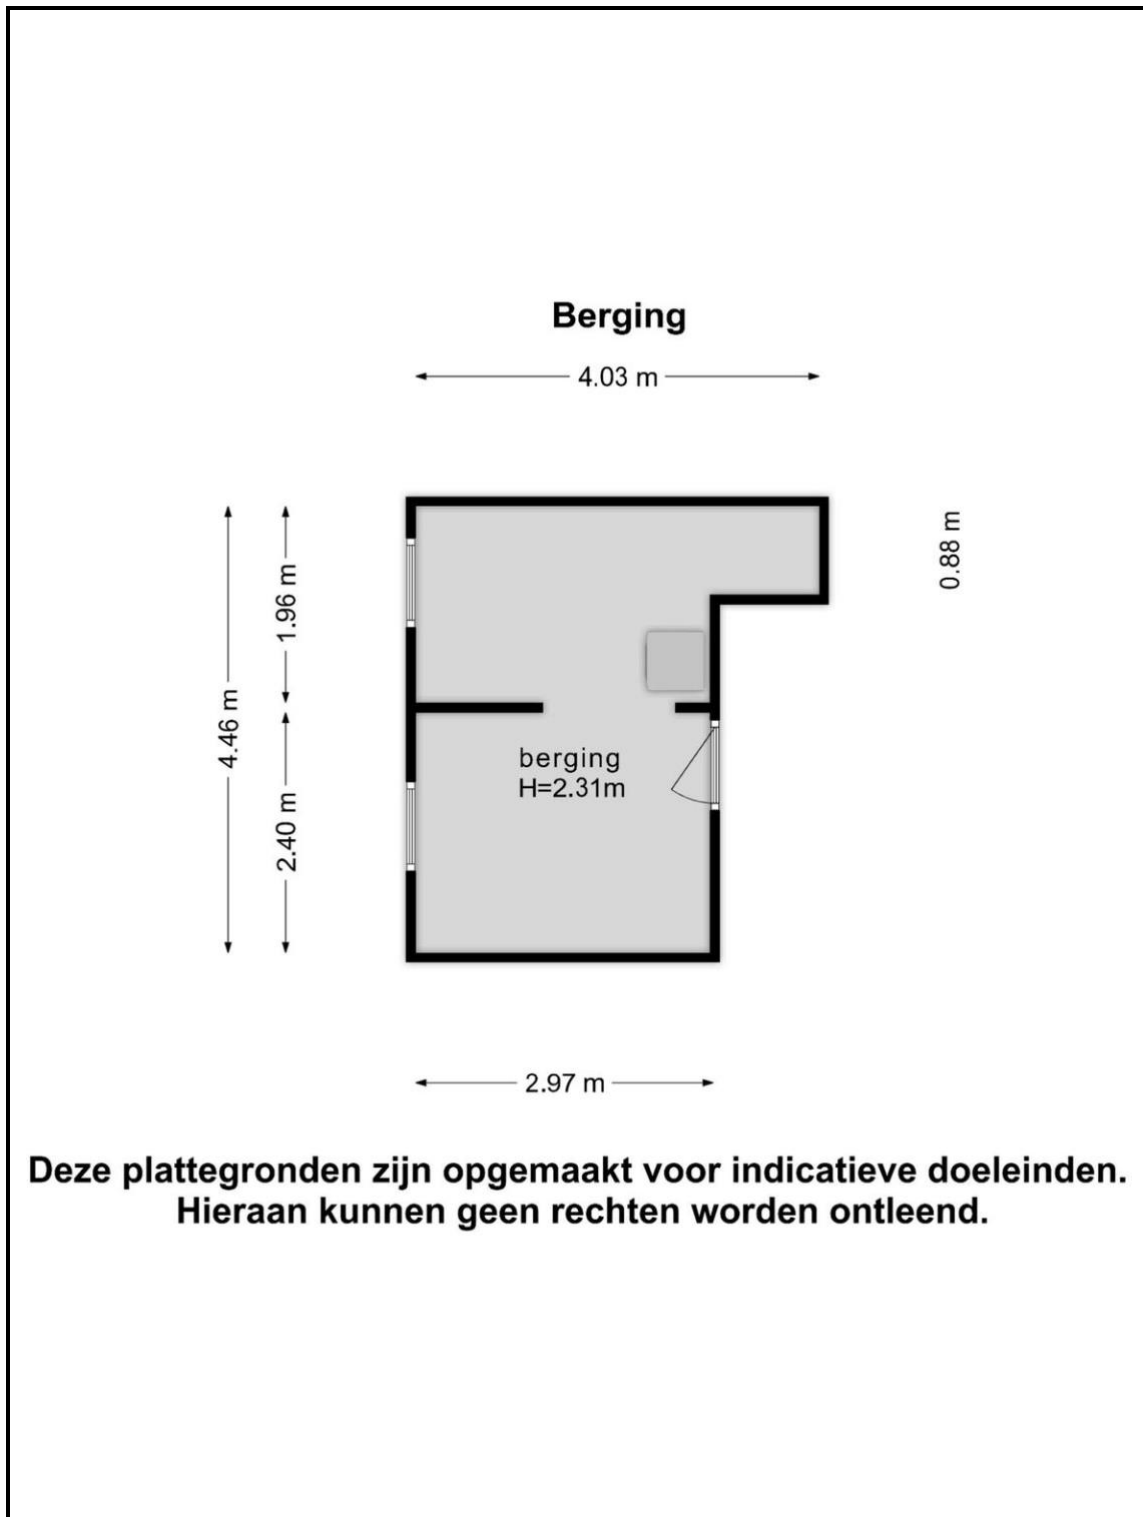 Berging
4.03 m
0.88 m
1.96 m
4.46 m
2.40 m
berging
H=2.31m
2.97 m
Deze plattegronden zijn opgemaakt voor indicatieve doeleinden.
Hieraan kunnen geen rechten worden ontleend.